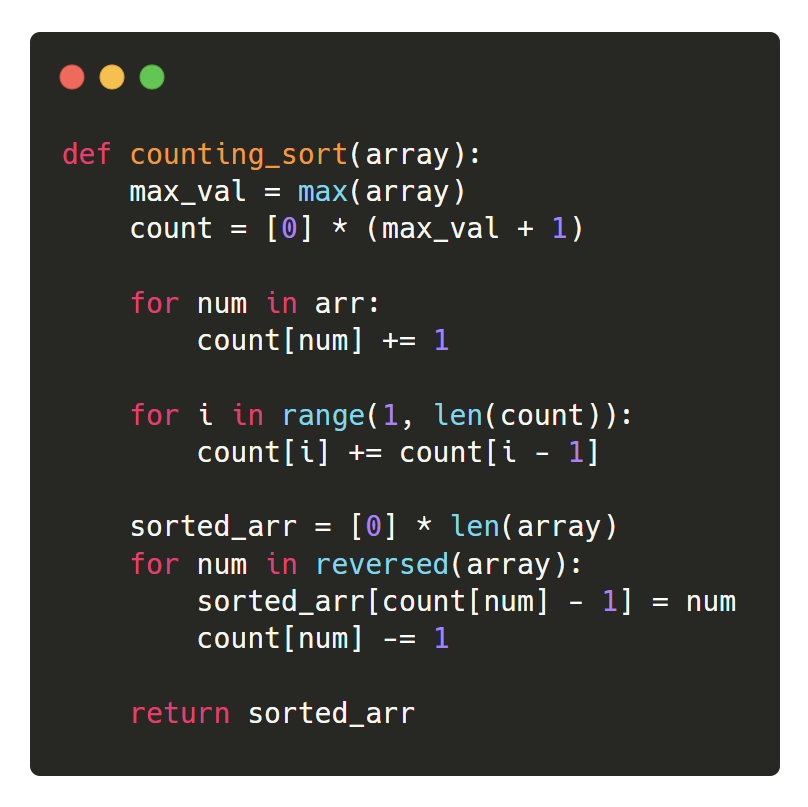 def counting_sort(array):
    max_val = max(array)
    count = [0] * (max_val + 1)

    for num in arr:
        count[num] += 1

    for i in range(1, len(count)):
        count[i] += count[i - 1]

    sorted_arr = [0] * len(array)
    for num in reversed(array):
        sorted_arr[count[num] - 1] = num
        count[num] -= 1

    return sorted_arr